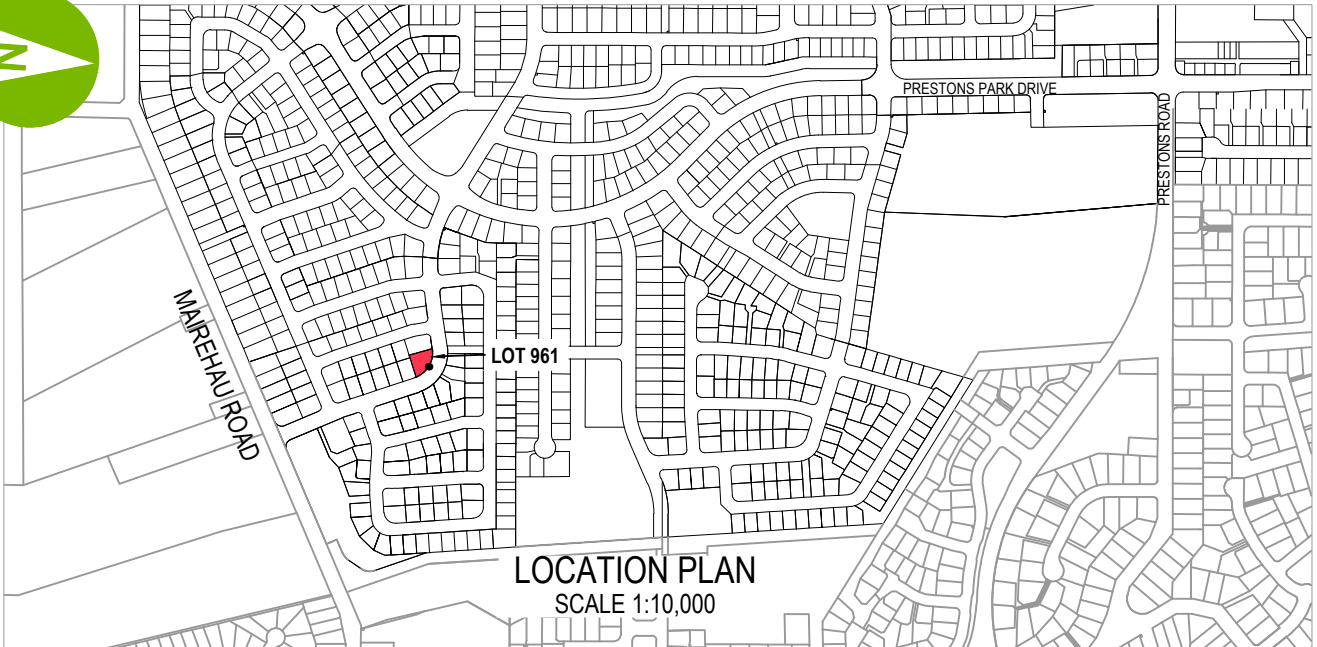 N
PRESTONS PARK DRIVE
PRESTONS ROAD
MAIREHAU ROAD
LOT 961
LOCATION PLAN
SCALE 1:10,000